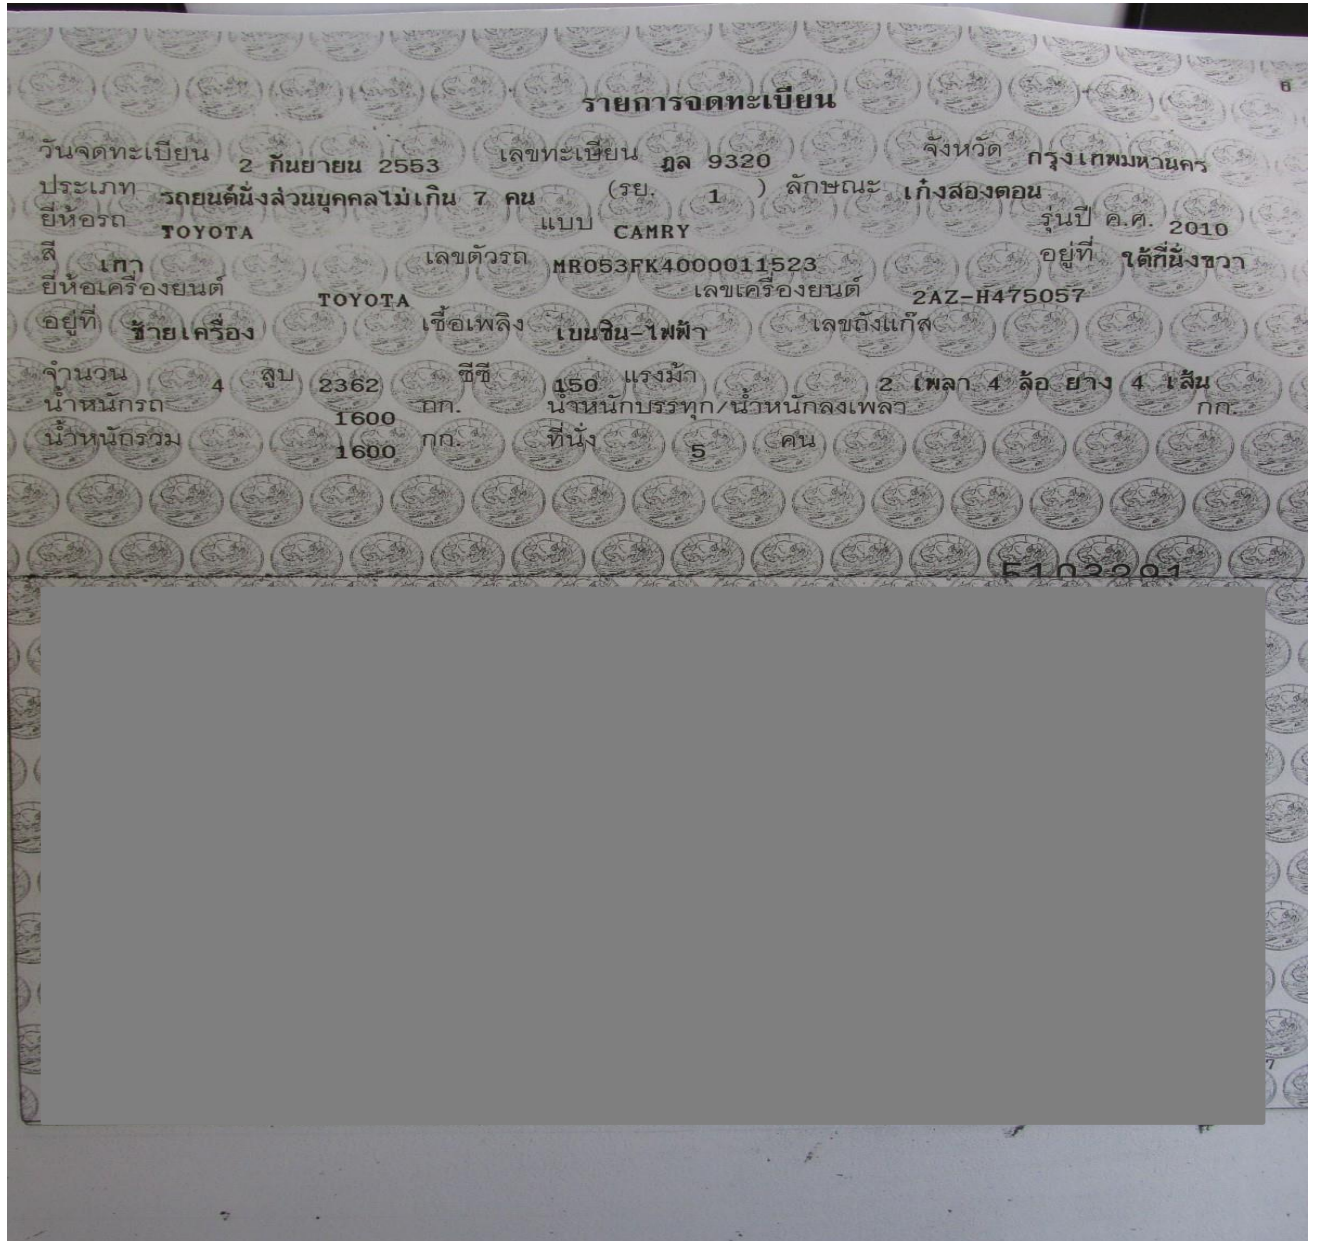 6
รายการจดทะเบียน
วันจดทะเบียน 2 กันยายน 2553 เลขทะเบียน ฎล 9320 จังหวัด กรุงเทพมหานคร
ประเภท รถยนต์นั่งส่วนบุคคลไม่เกิน 7 คน (รย. 1 ) ลักษณะ เก๋งสองตอน
ยี่ห้อรถ TOYOTA แบบ CAMRY รุ่นปี ค.ศ. 2010
สี เทา เลขตัวรถ MR053FK4000011523 อยู่ที่ ใต้ที่นั่งขวา
ยี่ห้อเครื่องยนต์ TOYOTA เลขเครื่องยนต์ 2AZ-H475057
อยู่ที่ ซ้ายเครื่อง เชื้อเพลิง เบนซิน-ไฟฟ้า เลขถังแก๊ส
จำนวน 4 สูบ 2362 ซีซี 150 แรงม้า 2 เพลา 4 ล้อ ยาง 4 เส้น
น้ำหนักรถ 1600 กก. น้ำหนักบรรทุก/น้ำหนักลงเพลา กก.
น้ำหนักรวม 1600 กก. ที่นั่ง 5 คน
5103291
7